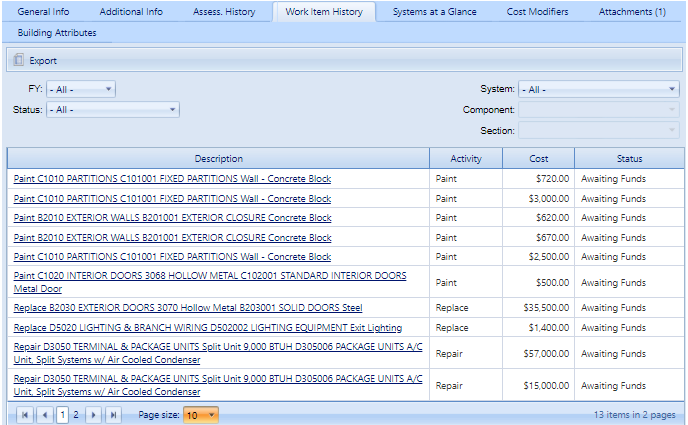 General Info Additional Info Assess. History Work Item History Systems at a Glance Cost Modifiers Attachments (1)
Building Attributes
Export
FY: - All - System: - All -
Status: - All - Component:
Section:
Description Activity Cost Status
Paint C1010 PARTITIONS C101001 FIXED PARTITIONS Wall - Concrete Block Paint $720.00 Awaiting Funds
Paint C1010 PARTITIONS C101001 FIXED PARTITIONS Wall - Concrete Block Paint $3,000.00 Awaiting Funds
Paint B2010 EXTERIOR WALLS B201001 EXTERIOR CLOSURE Concrete Block Paint $620.00 Awaiting Funds
Paint B2010 EXTERIOR WALLS B201001 EXTERIOR CLOSURE Concrete Block Paint $670.00 Awaiting Funds
Paint C1010 PARTITIONS C101001 FIXED PARTITIONS Wall - Concrete Block Paint $2,500.00 Awaiting Funds
Paint C1020 INTERIOR DOORS 3068 HOLLOW METAL C102001 STANDARD INTERIOR DOORS
Metal Door Paint $500.00 Awaiting Funds
Replace B2030 EXTERIOR DOORS 3070 Hollow Metal B203001 SOLID DOORS Steel Replace $35,500.00 Awaiting Funds
Replace D5020 LIGHTING & BRANCH WIRING D502002 LIGHTING EQUIPMENT Exit Lighting Replace $1,400.00 Awaiting Funds
Repair D3050 TERMINAL & PACKAGE UNITS Split Unit 9,000 BTUH D305006 PACKAGE UNITS A/C
Unit, Split Systems w/ Air Cooled Condenser Repair $57,000.00 Awaiting Funds
Repair D3050 TERMINAL & PACKAGE UNITS Split Unit 9,000 BTUH D305006 PACKAGE UNITS A/C
Unit, Split Systems w/ Air Cooled Condenser Repair $15,000.00 Awaiting Funds
1 2 Page size: 10 13 items in 2 pages